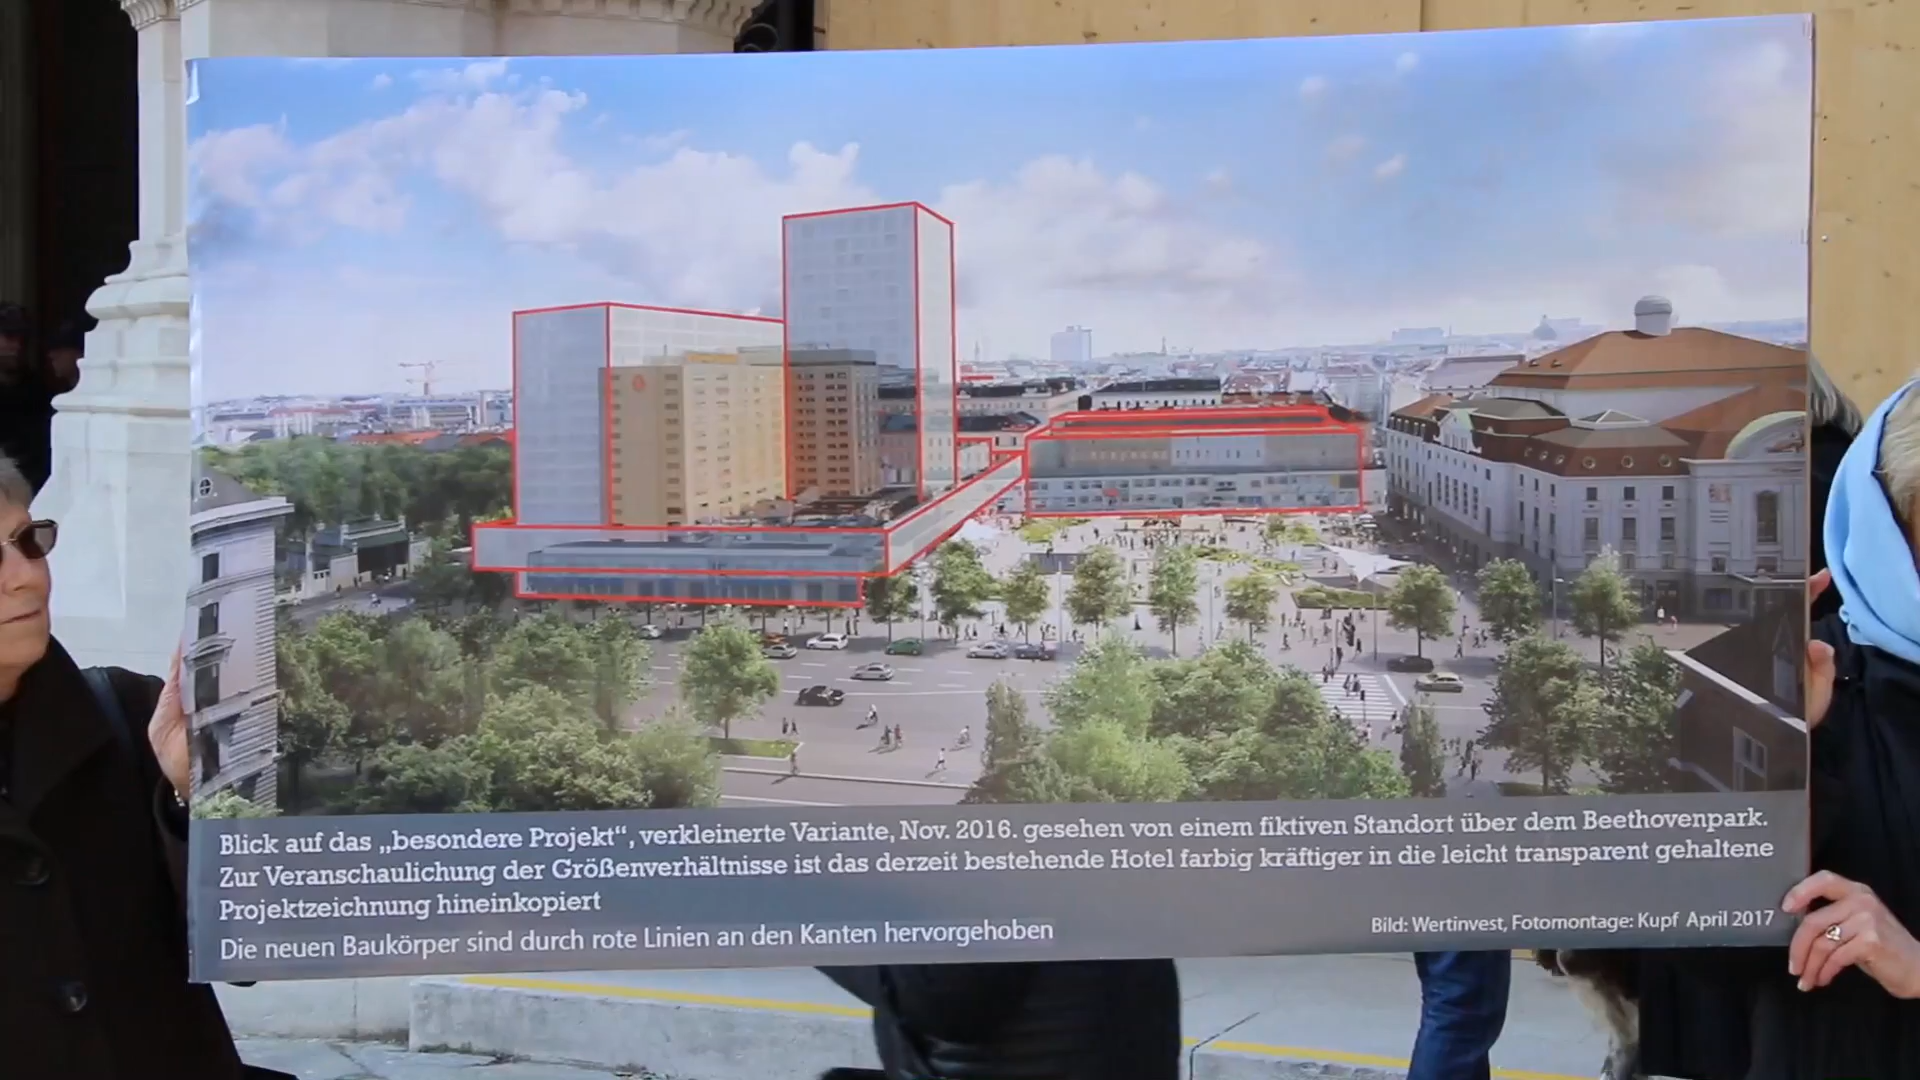 Blick auf das „besondere Projekt“, verkleinerte Variante, Nov. 2016. gesehen von einem fiktiven Standort über dem Beethovenpark.
Zur Veranschaulichung der Größenverhältnisse ist das derzeit bestehende Hotel farbig kräftiger in die leicht transparent gehaltene
Projektzeichnung hineinkopiert
Die neuen Baukörper sind durch rote Linien an den Kanten hervorgehoben
Bild: Wertinvest, Fotomontage: Kupf April 2017